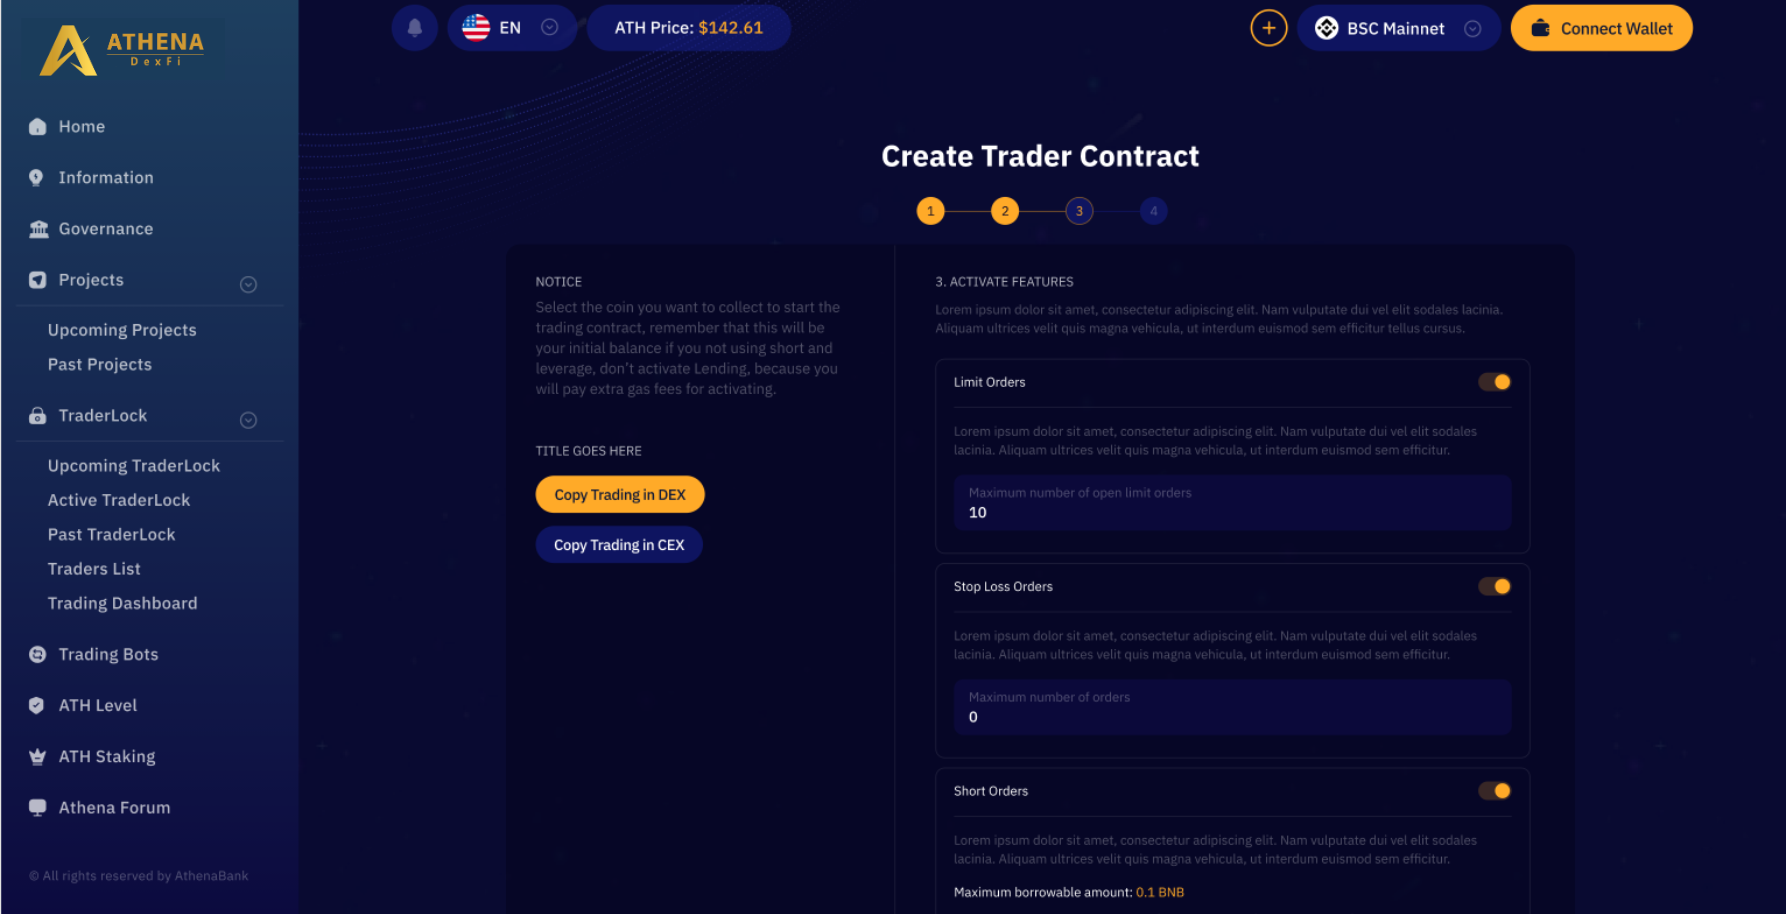 ATHENA
DexFi
Home
Information
Governance
Projects
Upcoming Projects
Past Projects
TraderLock
Upcoming TraderLock
Active TraderLock
Past TraderLock
Traders List
Trading Dashboard
Trading Bots
ATH Level
ATH Staking
Athena Forum
© All rights reserved by AthenaBank
EN
ATH Price: $142.61
BSC Mainnet
Connect Wallet
Create Trader Contract
1 2 3 4
NOTICE
Select the coin you want to collect to start the
trading contract, remember that this will be
your initial balance if you not using short and
leverage, don't activate Lending, because you
will pay extra gas fees for activating.
TITLE GOES HERE
Copy Trading in DEX
Copy Trading in CEX
3. ACTIVATE FEATURES
Lorem ipsum dolor sit amet, consectetur adipiscing elit. Nam vulputate dui vel elit sodales lacinia.
Aliquam ultrices velit quis magna vehicula, ut interdum euismod sem efficitur tellus cursus.
Limit Orders
Lorem ipsum dolor sit amet, consectetur adipiscing elit. Nam vulputate dui vel elit sodales
lacinia. Aliquam ultrices velit quis magna vehicula, ut interdum euismod sem efficitur.
Maximum number of open limit orders
10
Stop Loss Orders
Lorem ipsum dolor sit amet, consectetur adipiscing elit. Nam vulputate dui vel elit sodales
lacinia. Aliquam ultrices velit quis magna vehicula, ut interdum euismod sem efficitur.
Maximum number of orders
0
Short Orders
Lorem ipsum dolor sit amet, consectetur adipiscing elit. Nam vulputate dui vel elit sodales
lacinia. Aliquam ultrices velit quis magna vehicula, ut interdum euismod sem efficitur.
Maximum borrowable amount: 0.1 BNB